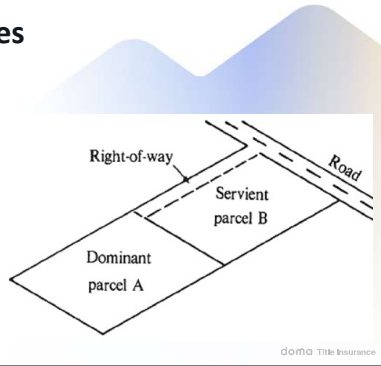 es
Right-of-way
Road
Servient
parcel B
Dominant
parcel A
doma Title Insurance